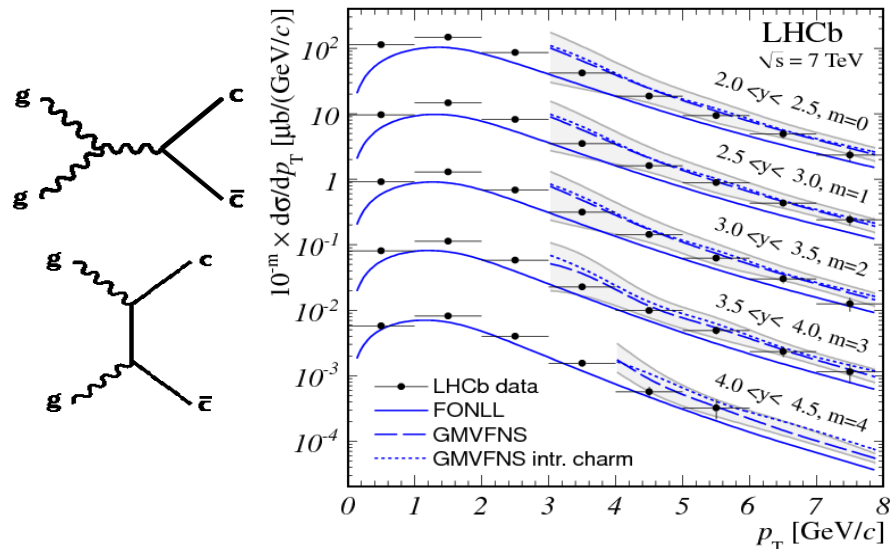 g
c
g
c̄
g
c
g
c̄
LHCb
√s = 7 TeV
10⁻ᵐ × dσ/dp_T [μb/(GeV/c)]
10²
10
1
10⁻¹
10⁻²
10⁻³
10⁻⁴
2.0 <y< 2.5, m=0
2.5 <y< 3.0, m=1
3.0 <y< 3.5, m=2
3.5 <y< 4.0, m=3
4.0 <y< 4.5, m=4
LHCb data
FONLL
GMVFNS
GMVFNS intr. charm
0 1 2 3 4 5 6 7 8
p_T [GeV/c]